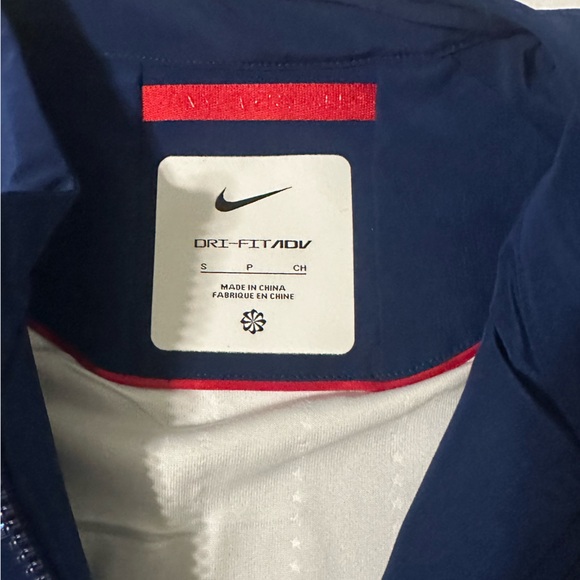 DRI-FIT ADV
S P CH
MADE IN CHINA
FABRIQUE EN CHINE